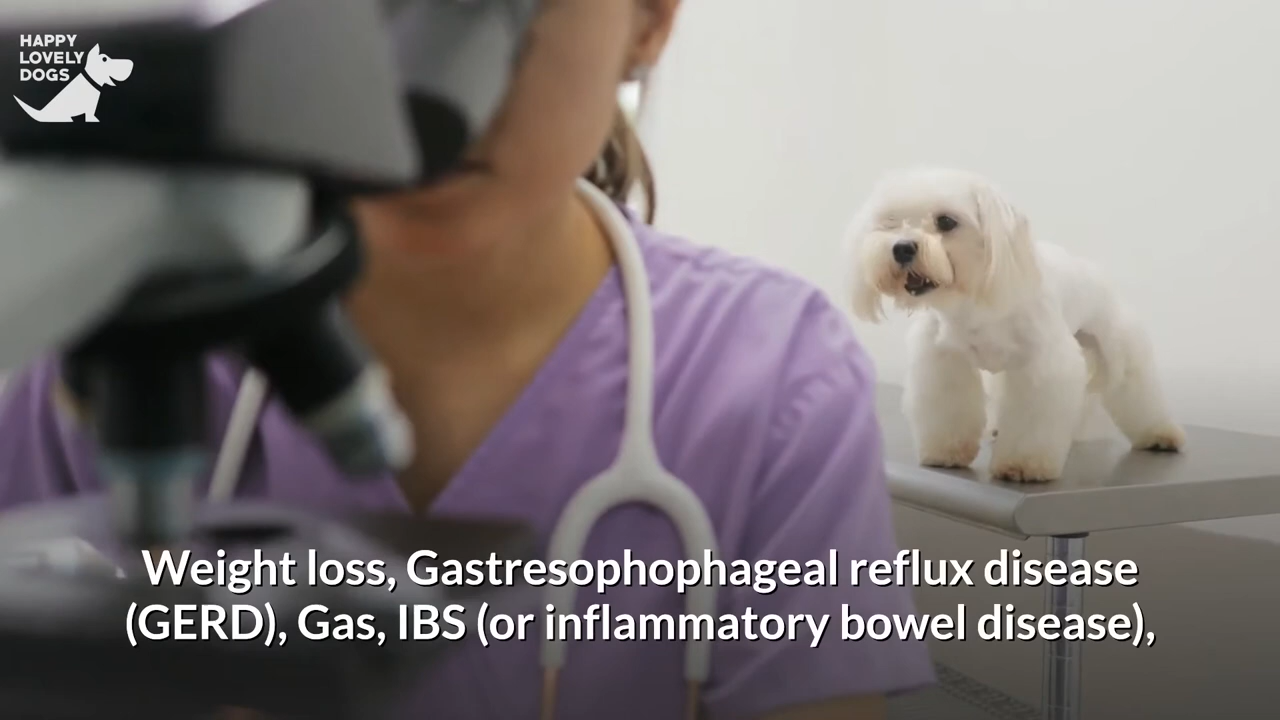 HAPPY
LOVELY
DOGS
Weight loss, Gastresophophageal reflux disease
(GERD), Gas, IBS (or inflammatory bowel disease),